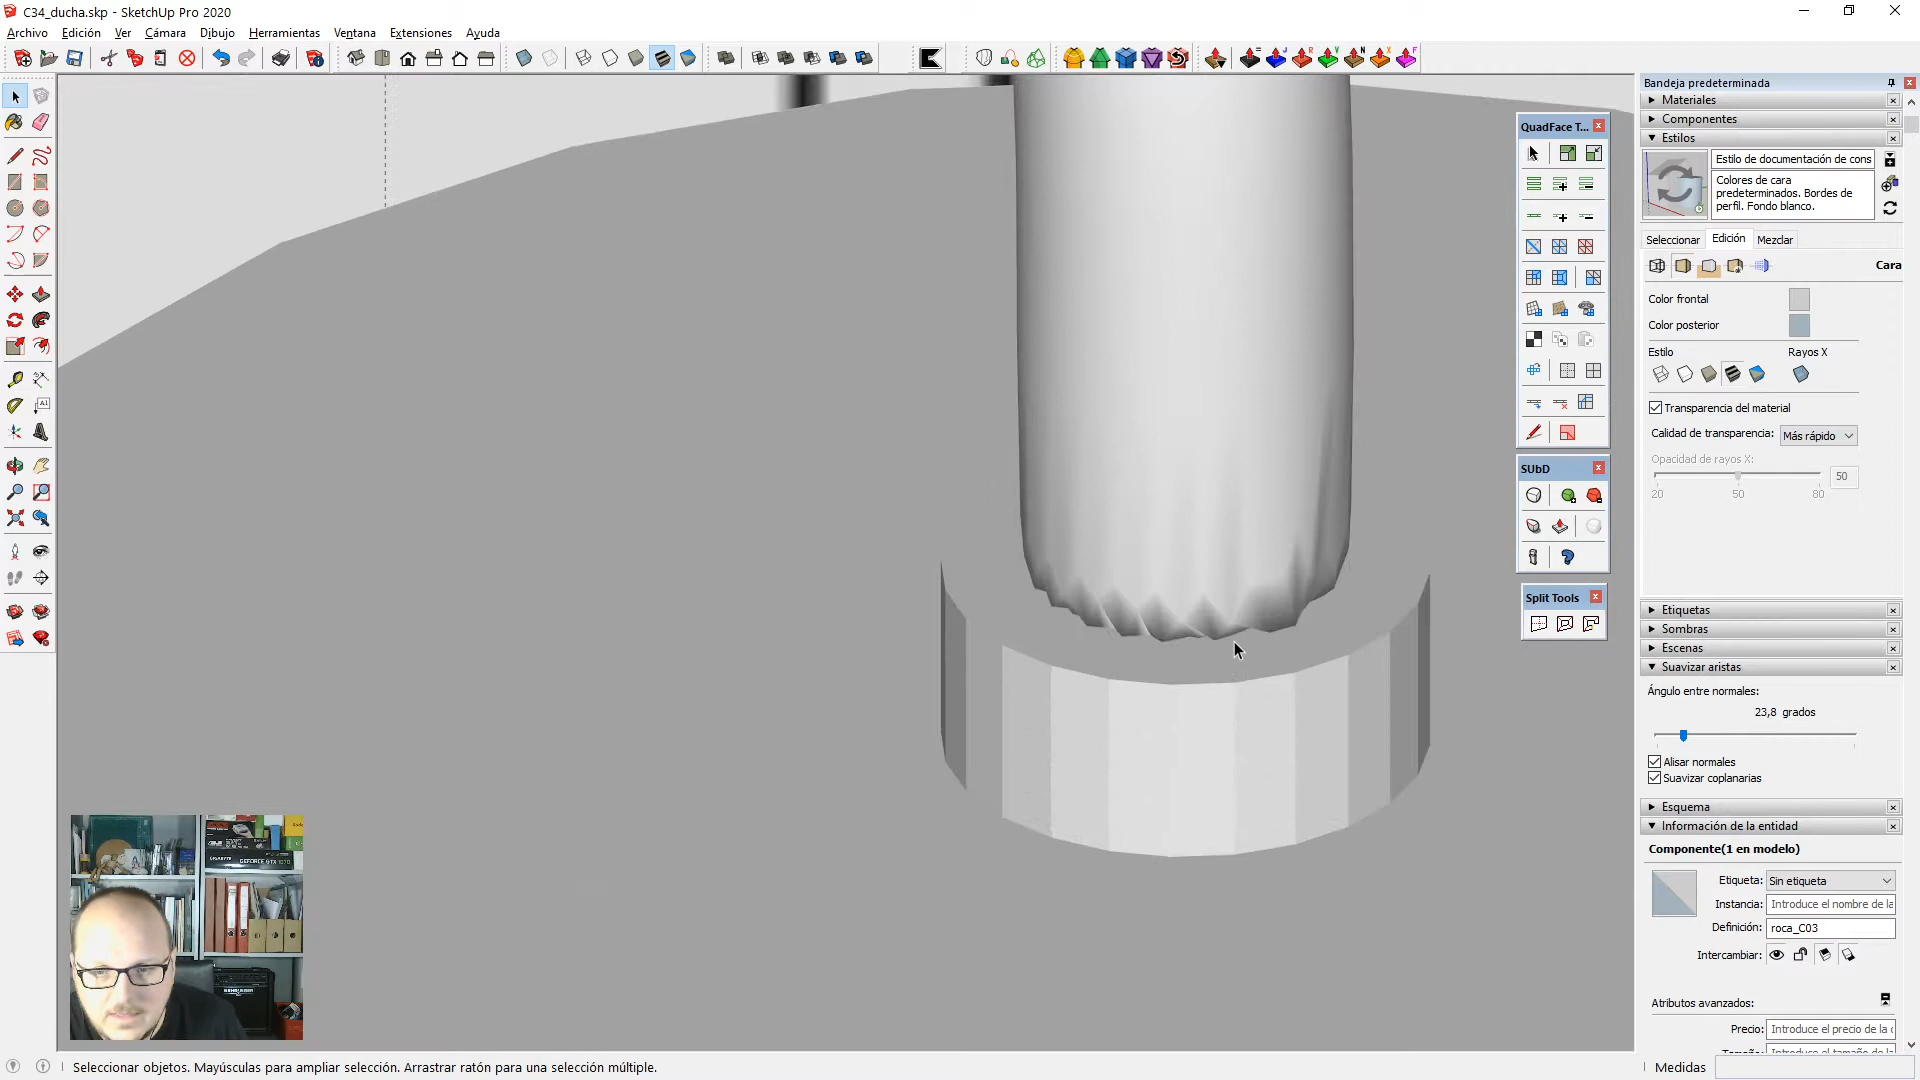 C34_ducha.skp - SketchUp Pro 2020
Archivo Edición Ver Cámara Dibujo Herramientas Ventana Extensiones Ayuda
Bandeja predeterminada
Materiales
Componentes
Estilos
Estilo de documentación de cons
Colores de cara
predeterminados. Bordes de
perfil. Fondo blanco.
Seleccionar Edición Mezclar
Cara
Color frontal
Color posterior
Estilo Rayos X
Transparencia del material
Calidad de transparencia: Más rápido
Opacidad de rayos X:
50
20 50 80
Etiquetas
Sombras
Escenas
Suavizar aristas
Ángulo entre normales:
23,8 grados
Alisar normales
Suavizar coplanarias
Esquema
Información de la entidad
Componente(1 en modelo)
Etiqueta: Sin etiqueta
Instancia: Introduce el nombre de la
Definición: roca_C03
Intercambiar:
Atributos avanzados:
Precio: Introduce el precio de la
QuadFace T...
SUbD
Split Tools
GIGABYTE
GEFORCE GTX 1070
Seleccionar objetos. Mayúsculas para ampliar selección. Arrastrar ratón para una selección múltiple.
Medidas